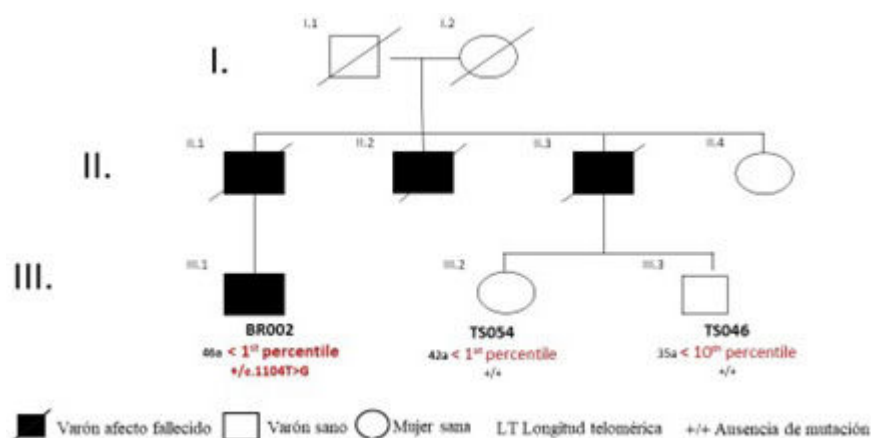 I.1 I.2
I.
II.1 II.2 II.3 II.4
II.
III.1 III.2 III.3
III.
BR002 TS054 TS046
46a < 1st percentile 42a < 1st percentile 35a < 10th percentile
+/c.1104T>G +/+ +/+
Varón afecto fallecido Varón sano Mujer sana LT Longitud telomérica +/+ Ausencia de mutación